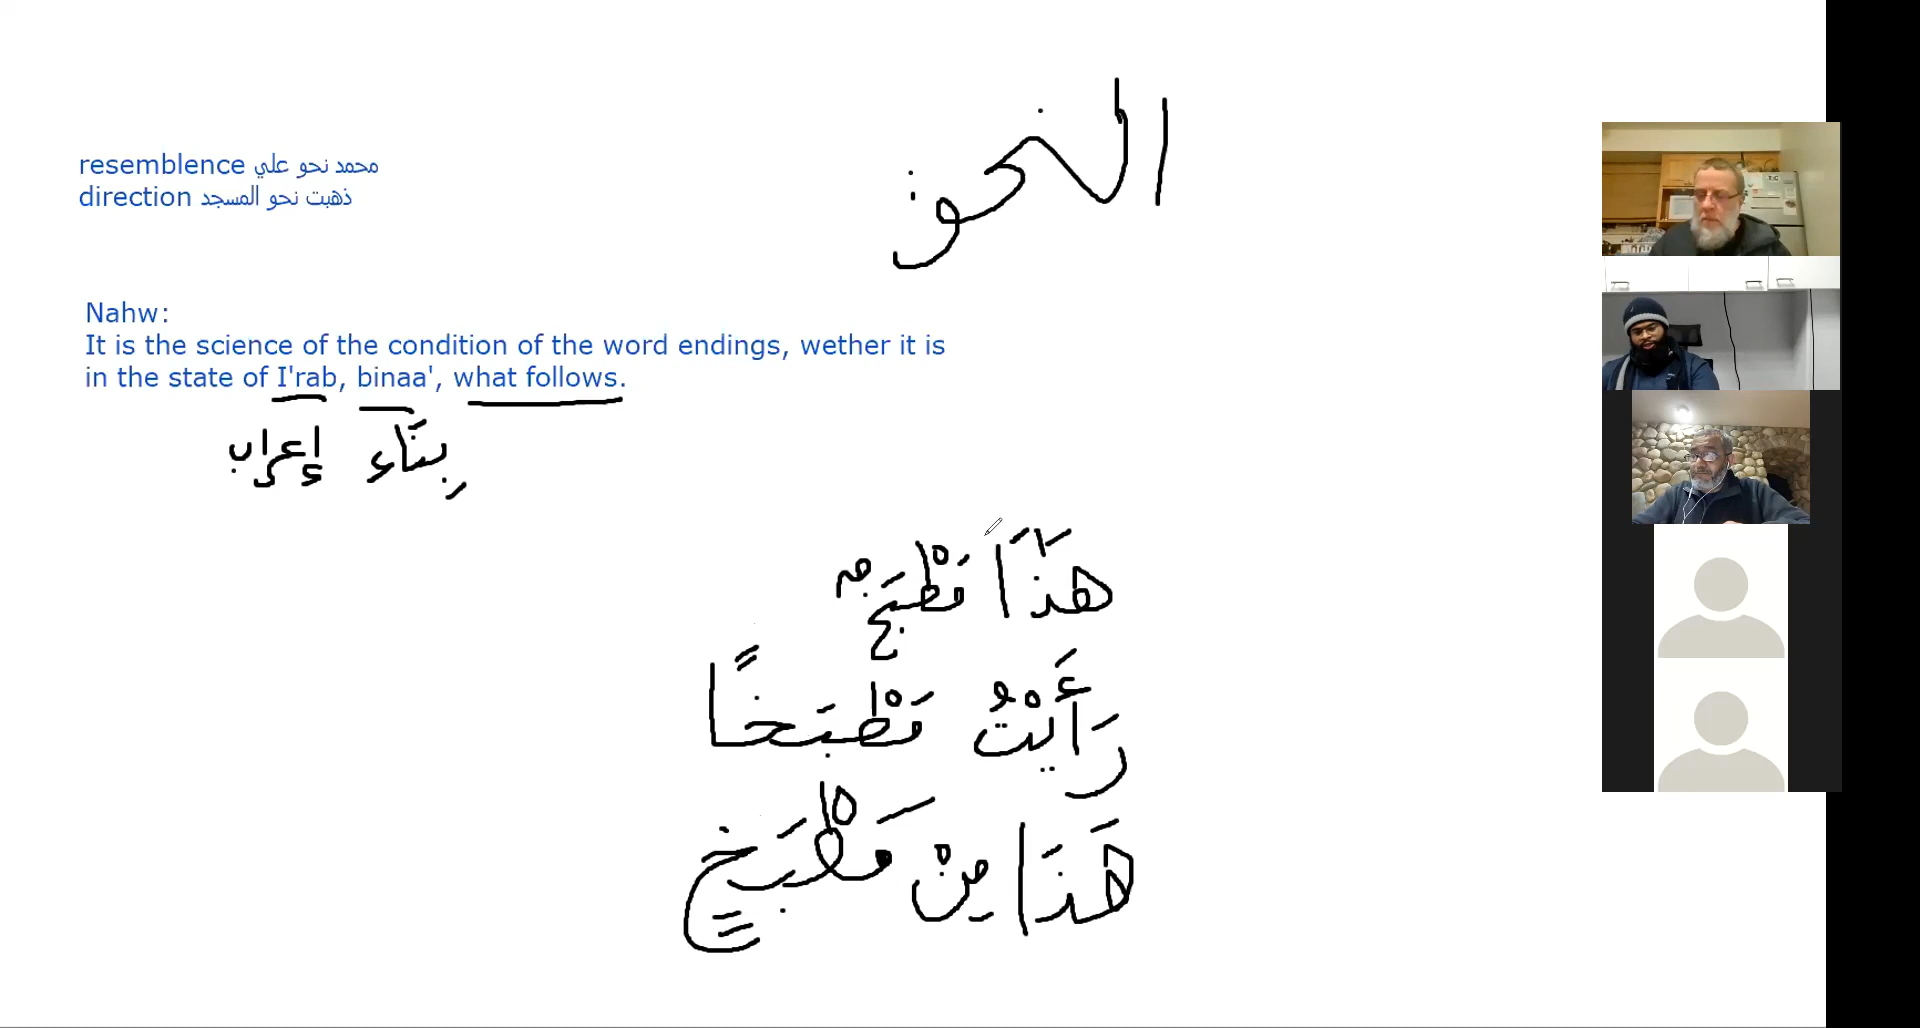 النحو
resemblence محمد نحو علي
direction ذهبت نحو المسجد
Nahw:
It is the science of the condition of the word endings, wether it is
in the state of I'rab, binaa', what follows.
إعراب بِنَاء
هَذَا مَطْبَخٌ
رَأَيْتُ مَطْبَخًا
هَذَا مِنْ مَطْبَخٍ